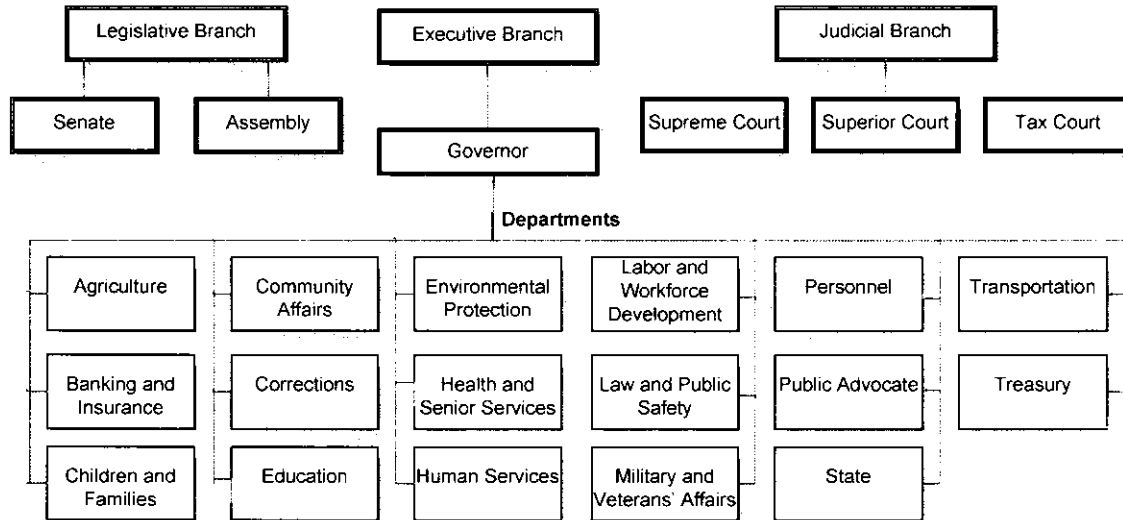 Legislative Branch
Executive Branch
Judicial Branch
Senate
Assembly
Governor
Supreme Court
Superior Court
Tax Court
Departments
Agriculture
Community
Affairs
Environmental
Protection
Labor and
Workforce
Development
Personnel
Transportation
Banking and
Insurance
Corrections
Health and
Senior Services
Law and Public
Safety
Public Advocate
Treasury
Children and
Families
Education
Human Services
Military and
Veterans' Affairs
State